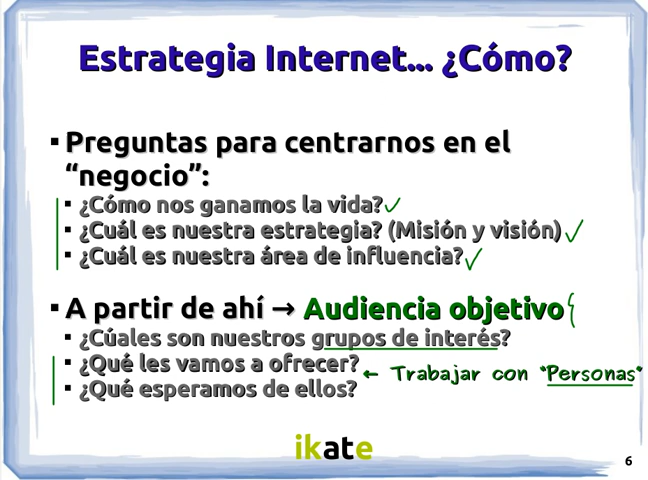 Estrategia Internet... ¿Cómo?
▪ Preguntas para centrarnos en el
“negocio”:
▪ ¿Cómo nos ganamos la vida? ✓
▪ ¿Cuál es nuestra estrategia? (Misión y visión) ✓
▪ ¿Cuál es nuestra área de influencia? ✓
▪ A partir de ahí → Audiencia objetivo {
▪ ¿Cúales son nuestros grupos de interés?
▪ ¿Qué les vamos a ofrecer?
← Trabajar con "Personas"
▪ ¿Qué esperamos de ellos?
ikate
6